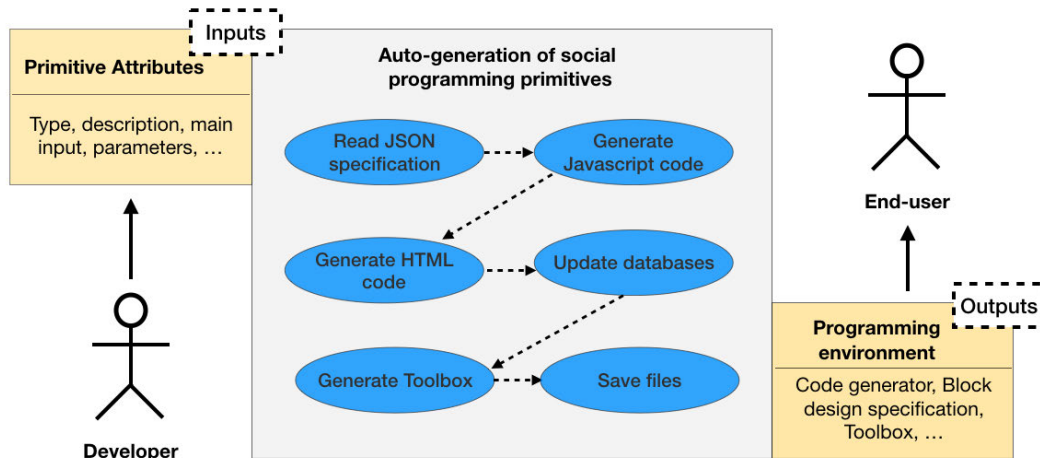 Inputs
Primitive Attributes
Type, description, main
input, parameters, …
Developer
Auto-generation of social
programming primitives
Read JSON
specification
Generate
Javascript code
Generate HTML
code
Update databases
Generate Toolbox
Save files
End-user
Outputs
Programming
environment
Code generator, Block
design specification,
Toolbox, …